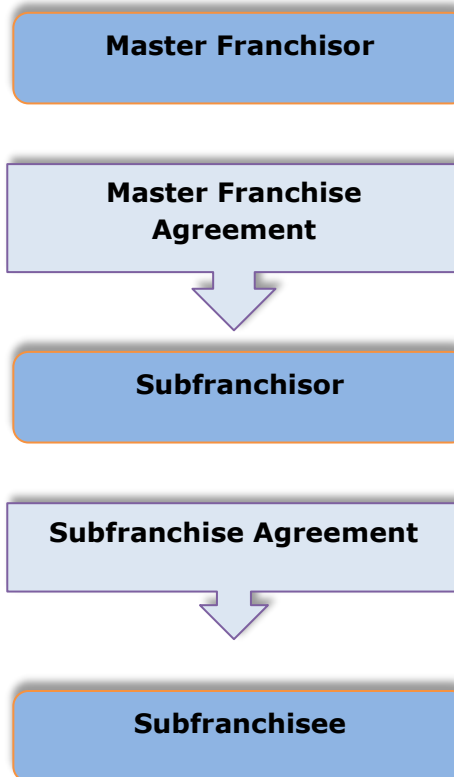 Master Franchisor
Master Franchise
Agreement
Subfranchisor
Subfranchise Agreement
Subfranchisee